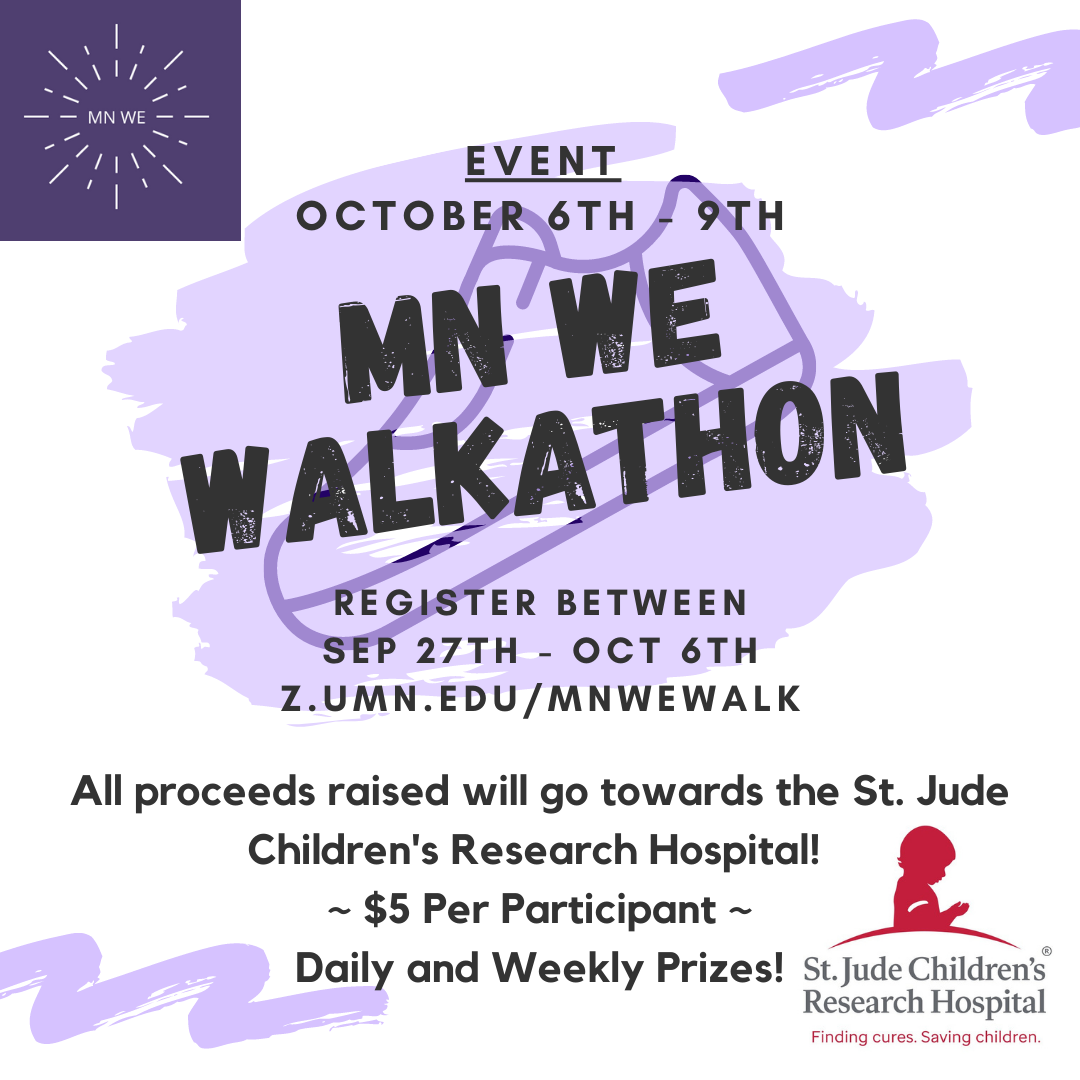 MN WE
EVENT
OCTOBER 6TH - 9TH
MN WE
WALKATHON
REGISTER BETWEEN
SEP 27TH - OCT 6TH
Z.UMN.EDU/MNWEWALK
All proceeds raised will go towards the St. Jude
Children's Research Hospital!
~ $5 Per Participant ~
Daily and Weekly Prizes!
St. Jude Children's®
Research Hospital
Finding cures. Saving children.